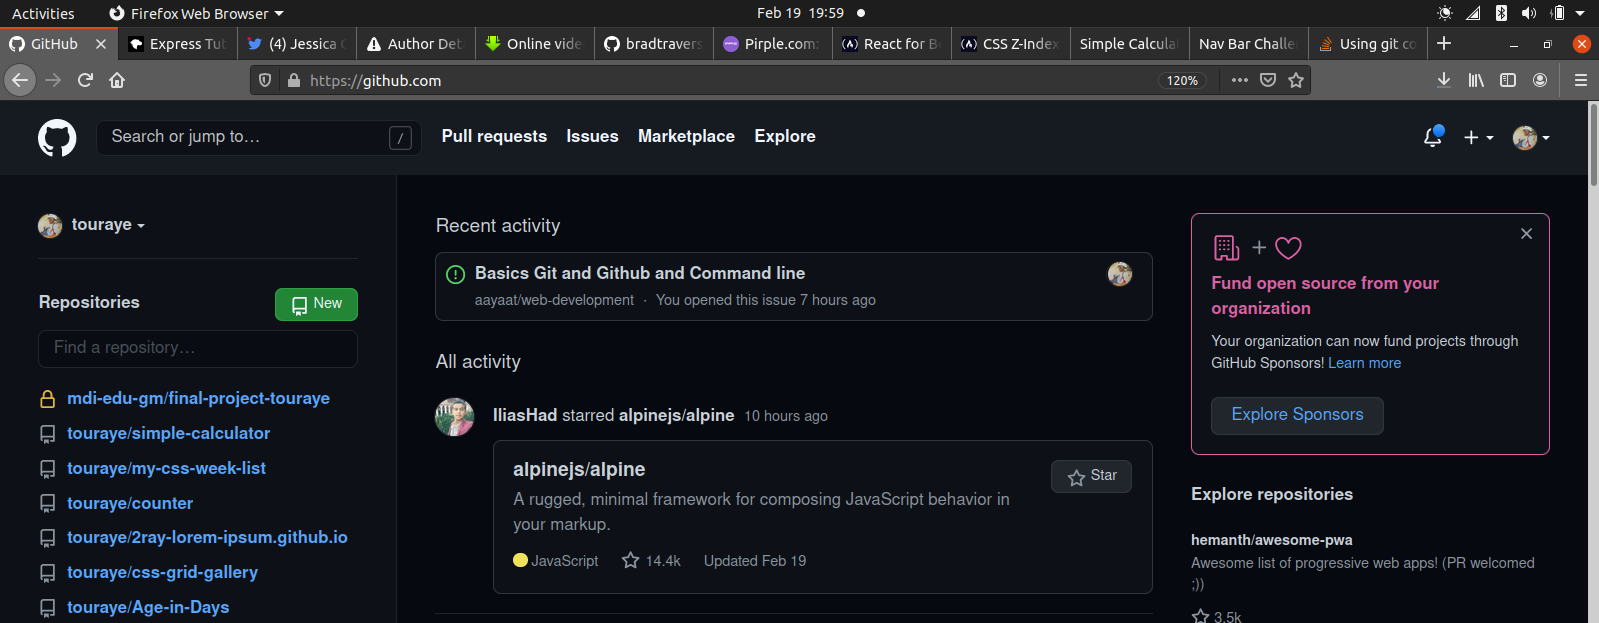 Activities Firefox Web Browser Feb 19 19:59
GitHub Express Tut (4) Jessica Author Det Online vide bradtravers Pirple.com: React for B CSS Z-Index Simple Calcula Nav Bar Challe Using git co
https://github.com 120%
Search or jump to… / Pull requests Issues Marketplace Explore
touraye
Repositories New
Find a repository…
mdi-edu-gm/final-project-touraye
touraye/simple-calculator
touraye/my-css-week-list
touraye/counter
touraye/2ray-lorem-ipsum.github.io
touraye/css-grid-gallery
touraye/Age-in-Days
Recent activity
Basics Git and Github and Command line
aayaat/web-development · You opened this issue 7 hours ago
All activity
IliasHad starred alpinejs/alpine 10 hours ago
alpinejs/alpine
Star
A rugged, minimal framework for composing JavaScript behavior in
your markup.
JavaScript 14.4k Updated Feb 19
Fund open source from your
organization
Your organization can now fund projects through
GitHub Sponsors! Learn more
Explore Sponsors
Explore repositories
hemanth/awesome-pwa
Awesome list of progressive web apps! (PR welcomed
;))
3.5k